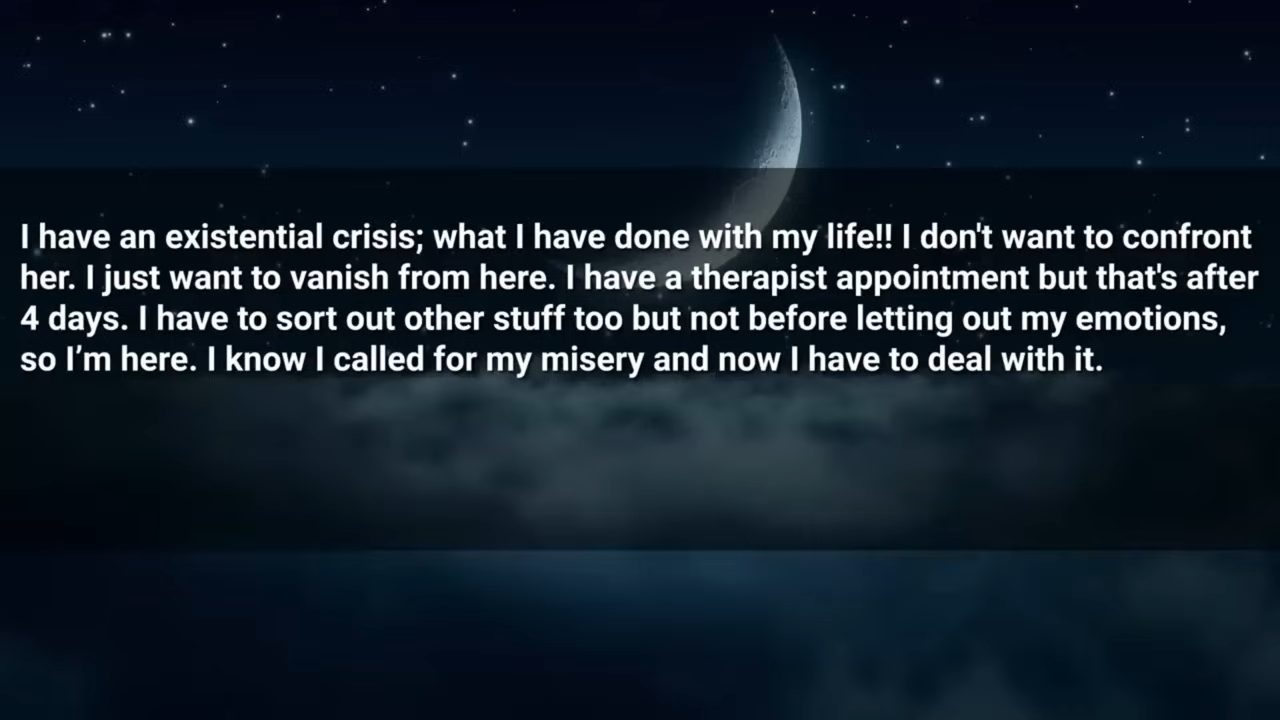 I have an existential crisis; what I have done with my life!! I don't want to confront
her. I just want to vanish from here. I have a therapist appointment but that's after
4 days. I have to sort out other stuff too but not before letting out my emotions,
so I’m here. I know I called for my misery and now I have to deal with it.